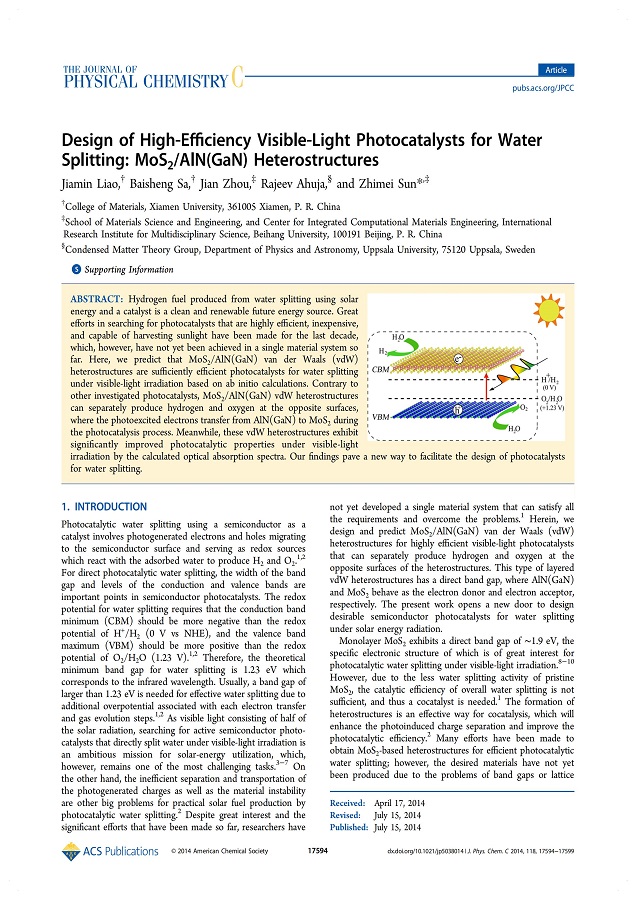 THE JOURNAL OF
PHYSICAL CHEMISTRY C
Article
pubs.acs.org/JPCC
Design of High-Efficiency Visible-Light Photocatalysts for Water
Splitting: MoS2/AlN(GaN) Heterostructures
Jiamin Liao,† Baisheng Sa,† Jian Zhou,‡ Rajeev Ahuja,§ and Zhimei Sun*,‡
†College of Materials, Xiamen University, 361005 Xiamen, P. R. China
‡School of Materials Science and Engineering, and Center for Integrated Computational Materials Engineering, International
Research Institute for Multidisciplinary Science, Beihang University, 100191 Beijing, P. R. China
§Condensed Matter Theory Group, Department of Physics and Astronomy, Uppsala University, 75120 Uppsala, Sweden
S Supporting Information
ABSTRACT: Hydrogen fuel produced from water splitting using solar
energy and a catalyst is a clean and renewable future energy source. Great
efforts in searching for photocatalysts that are highly efficient, inexpensive,
and capable of harvesting sunlight have been made for the last decade,
which, however, have not yet been achieved in a single material system so
far. Here, we predict that MoS2/AlN(GaN) van der Waals (vdW)
heterostructures are sufficiently efficient photocatalysts for water splitting
under visible-light irradiation based on ab initio calculations. Contrary to
other investigated photocatalysts, MoS2/AlN(GaN) vdW heterostructures
can separately produce hydrogen and oxygen at the opposite surfaces,
where the photoexcited electrons transfer from AlN(GaN) to MoS2 during
the photocatalysis process. Meanwhile, these vdW heterostructures exhibit
significantly improved photocatalytic properties under visible-light
irradiation by the calculated optical absorption spectra. Our findings pave a new way to facilitate the design of photocatalysts
for water splitting.
H2O
H2
CBM
e-
H+/H2
(0 V)
O2/H2O
(+1.23 V)
VBM
h
O2
H2O
1. INTRODUCTION
Photocatalytic water splitting using a semiconductor as a
catalyst involves photogenerated electrons and holes migrating
to the semiconductor surface and serving as redox sources
which react with the adsorbed water to produce H2 and O2.1,2
For direct photocatalytic water splitting, the width of the band
gap and levels of the conduction and valence bands are
important points in semiconductor photocatalysts. The redox
potential for water splitting requires that the conduction band
minimum (CBM) should be more negative than the redox
potential of H+/H2 (0 V vs NHE), and the valence band
maximum (VBM) should be more positive than the redox
potential of O2/H2O (1.23 V).1,2 Therefore, the theoretical
minimum band gap for water splitting is 1.23 eV which
corresponds to the infrared wavelength. Usually, a band gap of
larger than 1.23 eV is needed for effective water splitting due to
additional overpotential associated with each electron transfer
and gas evolution steps.1,2 As visible light consisting of half of
the solar radiation, searching for active semiconductor photo-
catalysts that directly split water under visible-light irradiation is
an ambitious mission for solar-energy utilization, which,
however, remains one of the most challenging tasks.3−7 On
the other hand, the inefficient separation and transportation of
the photogenerated charges as well as the material instability
are other big problems for practical solar fuel production by
photocatalytic water splitting.2 Despite great interest and the
significant efforts that have been made so far, researchers have
not yet developed a single material system that can satisfy all
the requirements and overcome the problems.1 Herein, we
design and predict MoS2/AlN(GaN) van der Waals (vdW)
heterostructures for highly efficient visible-light photocatalysts
that can separately produce hydrogen and oxygen at the
opposite surfaces of the heterostructures. This type of layered
vdW heterostructures has a direct band gap, where AlN(GaN)
and MoS2 behave as the electron donor and electron acceptor,
respectively. The present work opens a new door to design
desirable semiconductor photocatalysts for water splitting
under solar energy radiation.
Monolayer MoS2 exhibits a direct band gap of ~1.9 eV, the
specific electronic structure of which is of great interest for
photocatalytic water splitting under visible-light irradiation.8−10
However, due to the less water splitting activity of pristine
MoS2, the catalytic efficiency of overall water splitting is not
sufficient, and thus a cocatalyst is needed.1 The formation of
heterostructures is an effective way for cocatalysis, which will
enhance the photoinduced charge separation and improve the
photocatalytic efficiency.2 Many efforts have been made to
obtain MoS2-based heterostructures for efficient photocatalytic
water splitting; however, the desired materials have not yet
been produced due to the problems of band gaps or lattice
Received: April 17, 2014
Revised: July 15, 2014
Published: July 15, 2014
ACS Publications
© 2014 American Chemical Society
17594
dx.doi.org/10.1021/jp5038014 | J. Phys. Chem. C 2014, 118, 17594−17599